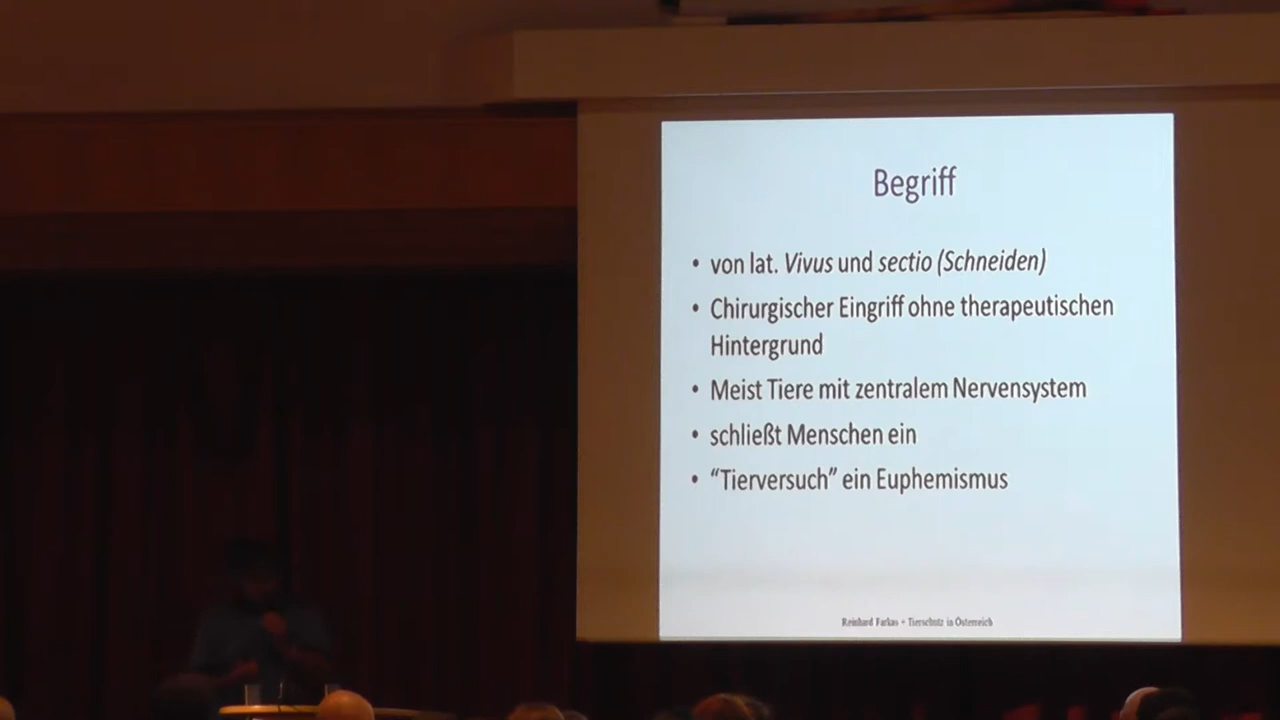 Begriff
• von lat. Vivus und sectio (Schneiden)
• Chirurgischer Eingriff ohne therapeutischen
Hintergrund
• Meist Tiere mit zentralem Nervensystem
• schließt Menschen ein
• “Tierversuch” ein Euphemismus
Reinhard Farkas - Tierschutz in Österreich